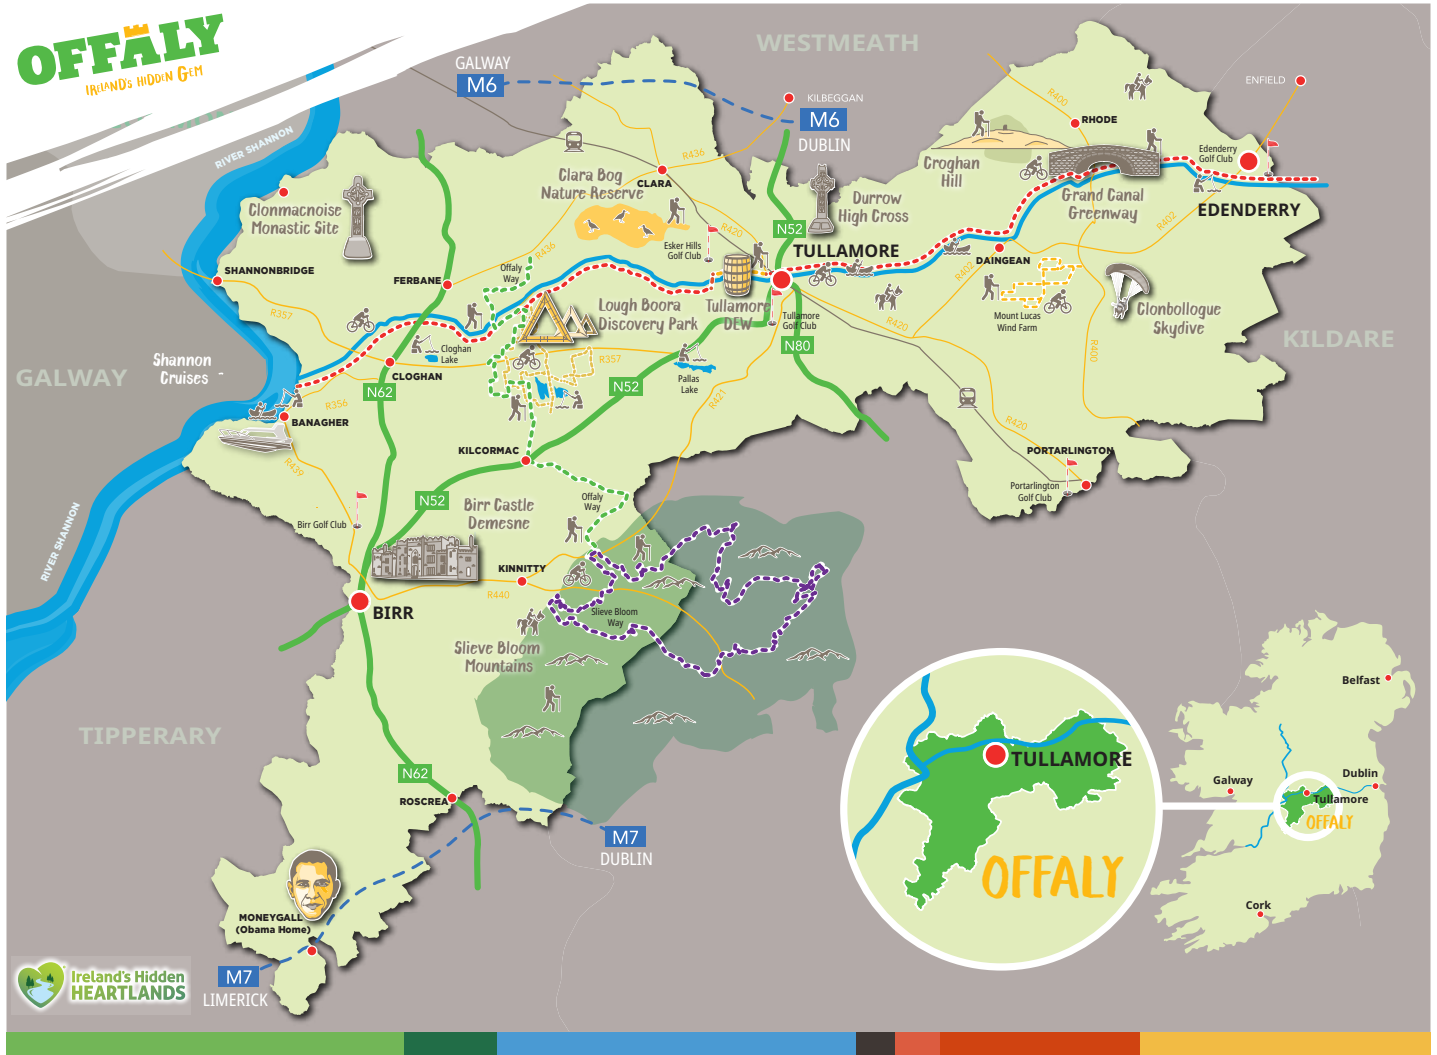 OFFALY
IRELAND'S HIDDEN GEM
WESTMEATH
GALWAY
M6
KILBEGGAN
M6
DUBLIN
ENFIELD
R400
RHODE
RIVER SHANNON
R436
Clara Bog
Nature Reserve
CLARA
Croghan
Hill
Edenderry
Golf Club
Clonmacnoise
Monastic Site
Durrow
High Cross
Grand Canal
Greenway
EDENDERRY
N52
R420
R402
Esker Hills
Golf Club
R436
TULLAMORE
DAINGEAN
SHANNONBRIDGE
FERBANE
Offaly
Way
R402
R357
Lough Boora
Discovery Park
Tullamore
DEW
Tullamore
Golf Club
R420
Mount Lucas
Wind Farm
Clonbollogue
Skydive
KILDARE
N80
R400
Shannon
Cruises
GALWAY
Cloghan
Lake
R357
CLOGHAN
Pallas
Lake
N62
N52
R421
R356
BANAGHER
R420
KILCORMAC
PORTARLINGTON
R439
Portarlington
Golf Club
N52
Birr Castle
Demesne
Offaly
Way
Birr Golf Club
RIVER SHANNON
KINNITTY
R440
BIRR
Slieve Bloom
Way
Slieve Bloom
Mountains
TIPPERARY
Belfast
N62
ROSCREA
TULLAMORE
Galway
Dublin
Tullamore
OFFALY
M7
DUBLIN
OFFALY
Cork
MONEYGALL
(Obama Home)
M7
LIMERICK
Ireland's Hidden
HEARTLANDS